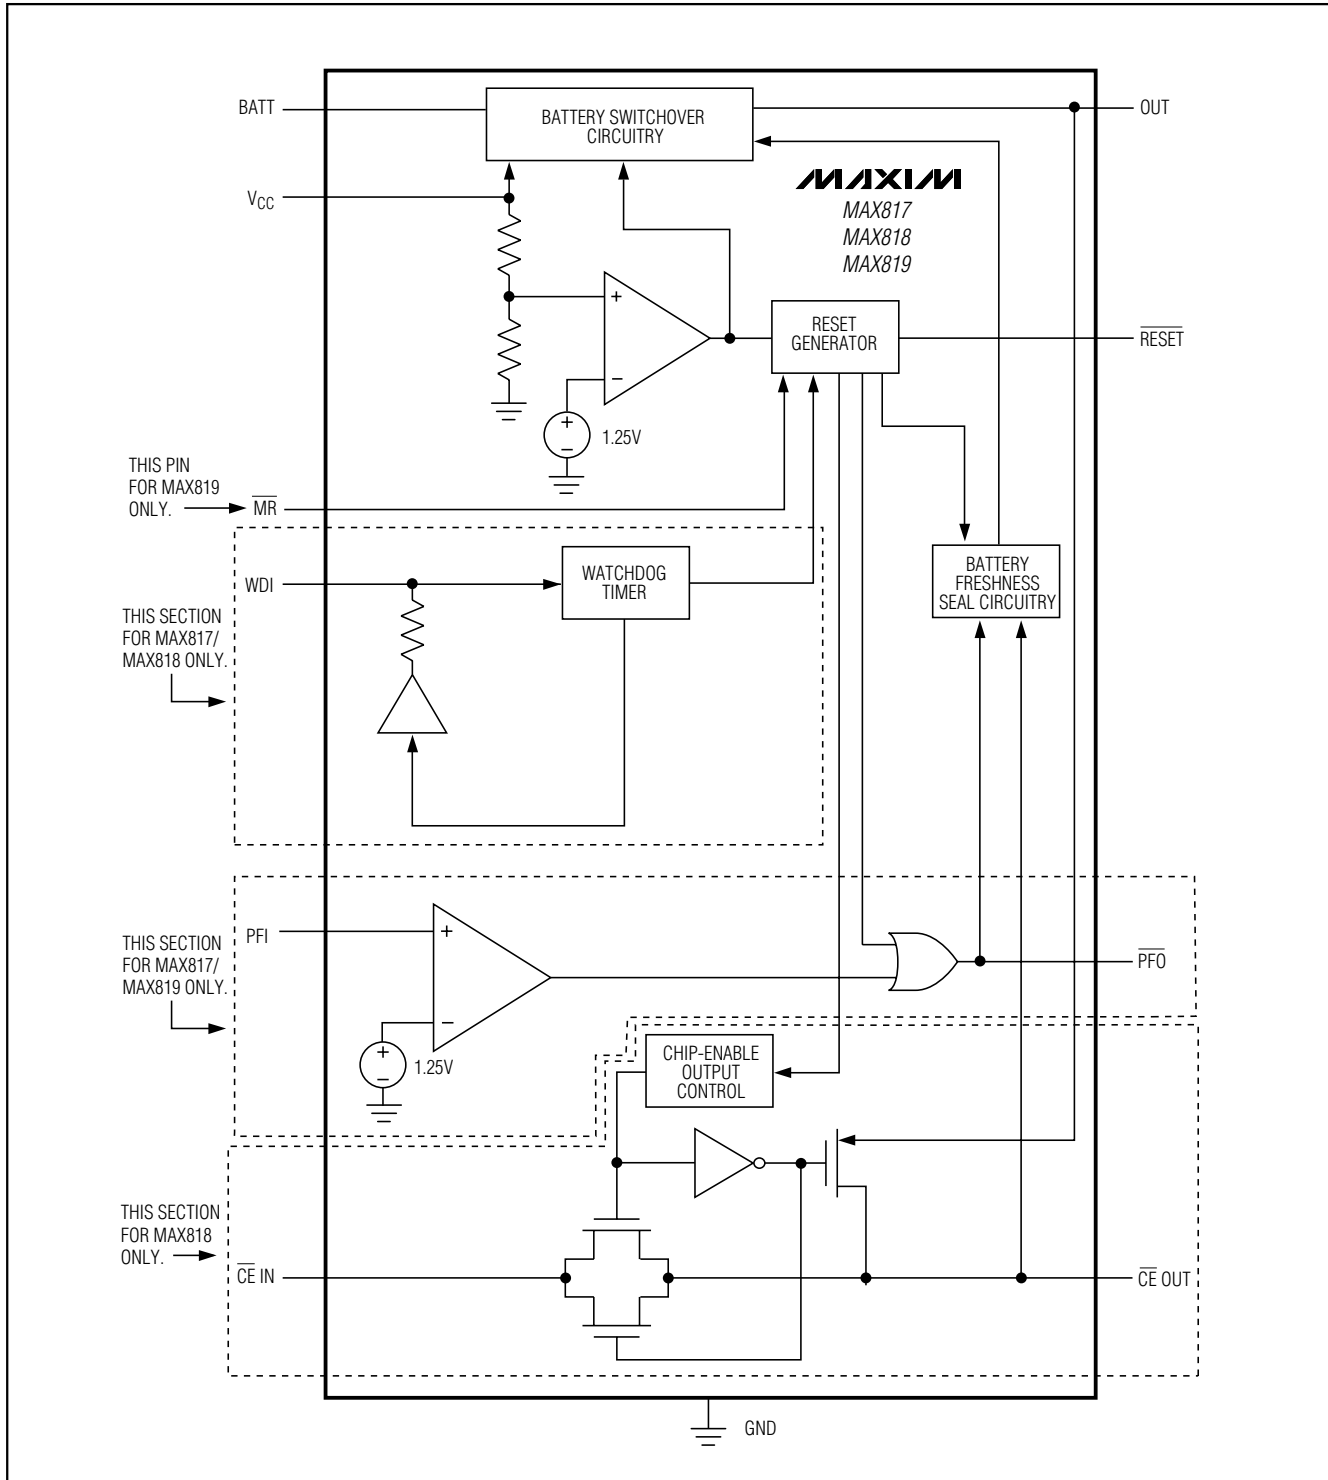 BATT
BATTERY SWITCHOVER
CIRCUITRY
OUT
VCC
MAXIM
MAX817
MAX818
MAX819
+
−
RESET
GENERATOR
RESET
+
−
1.25V
THIS PIN
FOR MAX819
ONLY.
MR
WDI
WATCHDOG
TIMER
BATTERY
FRESHNESS
SEAL CIRCUITRY
THIS SECTION
FOR MAX817/
MAX818 ONLY.
PFI
+
−
THIS SECTION
FOR MAX817/
MAX819 ONLY.
PFO
+
−
1.25V
CHIP-ENABLE
OUTPUT
CONTROL
THIS SECTION
FOR MAX818
ONLY.
CE IN
CE OUT
GND